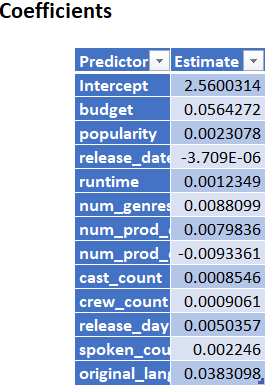 Coefficients
Predictor Estimate
Intercept 2.5600314
budget 0.0564272
popularity 0.0023078
release_date -3.709E-06
runtime 0.0012349
num_genres 0.0088099
num_prod_ 0.0079836
num_prod_ -0.0093361
cast_count 0.0008546
crew_count 0.0009061
release_day 0.0050357
spoken_cou 0.002246
original_lang 0.0383098